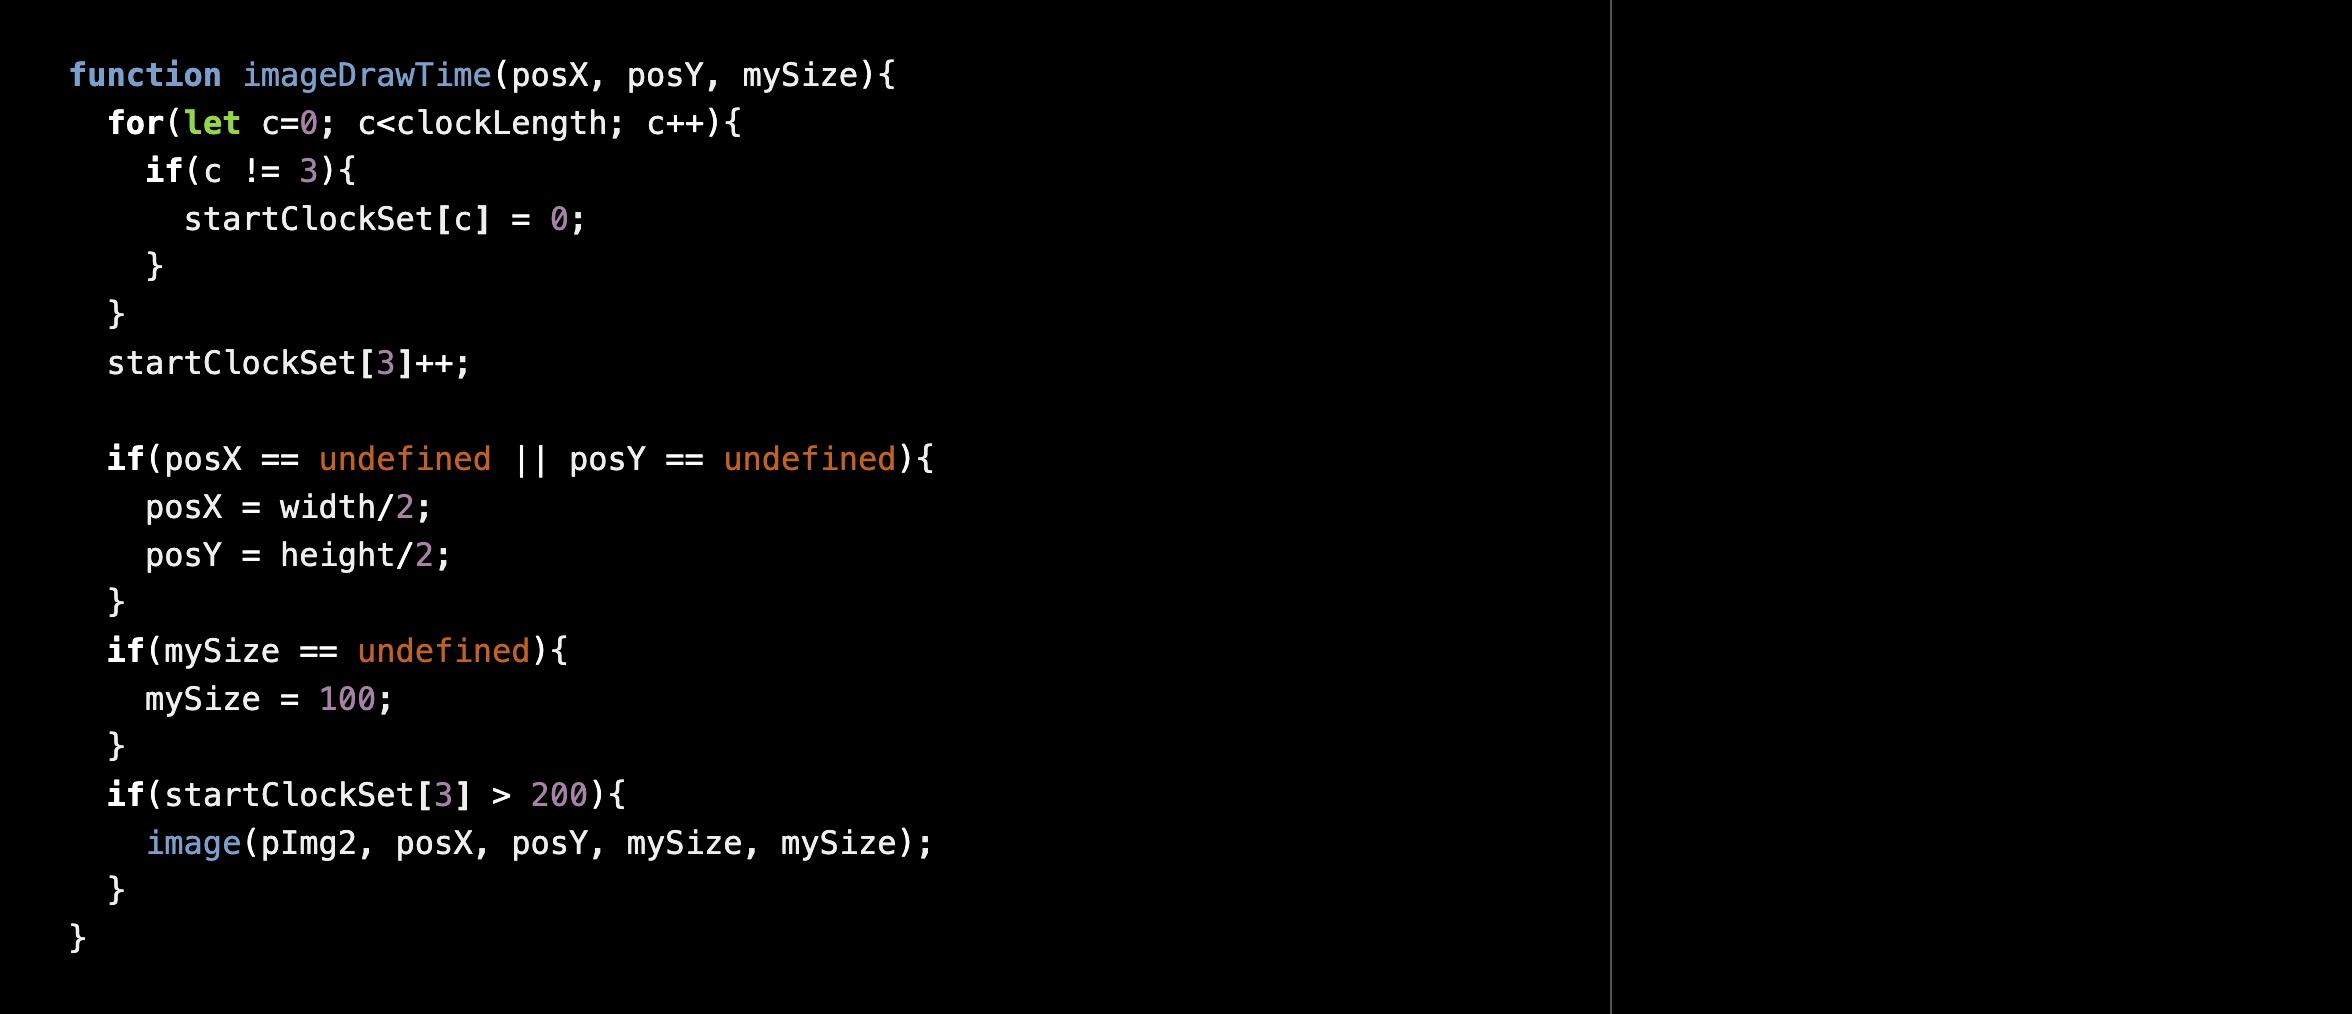 function imageDrawTime(posX, posY, mySize){
  for(let c=0; c<clockLength; c++){
    if(c != 3){
      startClockSet[c] = 0;
    }
  }
  startClockSet[3]++;

  if(posX == undefined || posY == undefined){
    posX = width/2;
    posY = height/2;
  }
  if(mySize == undefined){
    mySize = 100;
  }
  if(startClockSet[3] > 200){
    image(pImg2, posX, posY, mySize, mySize);
  }
}